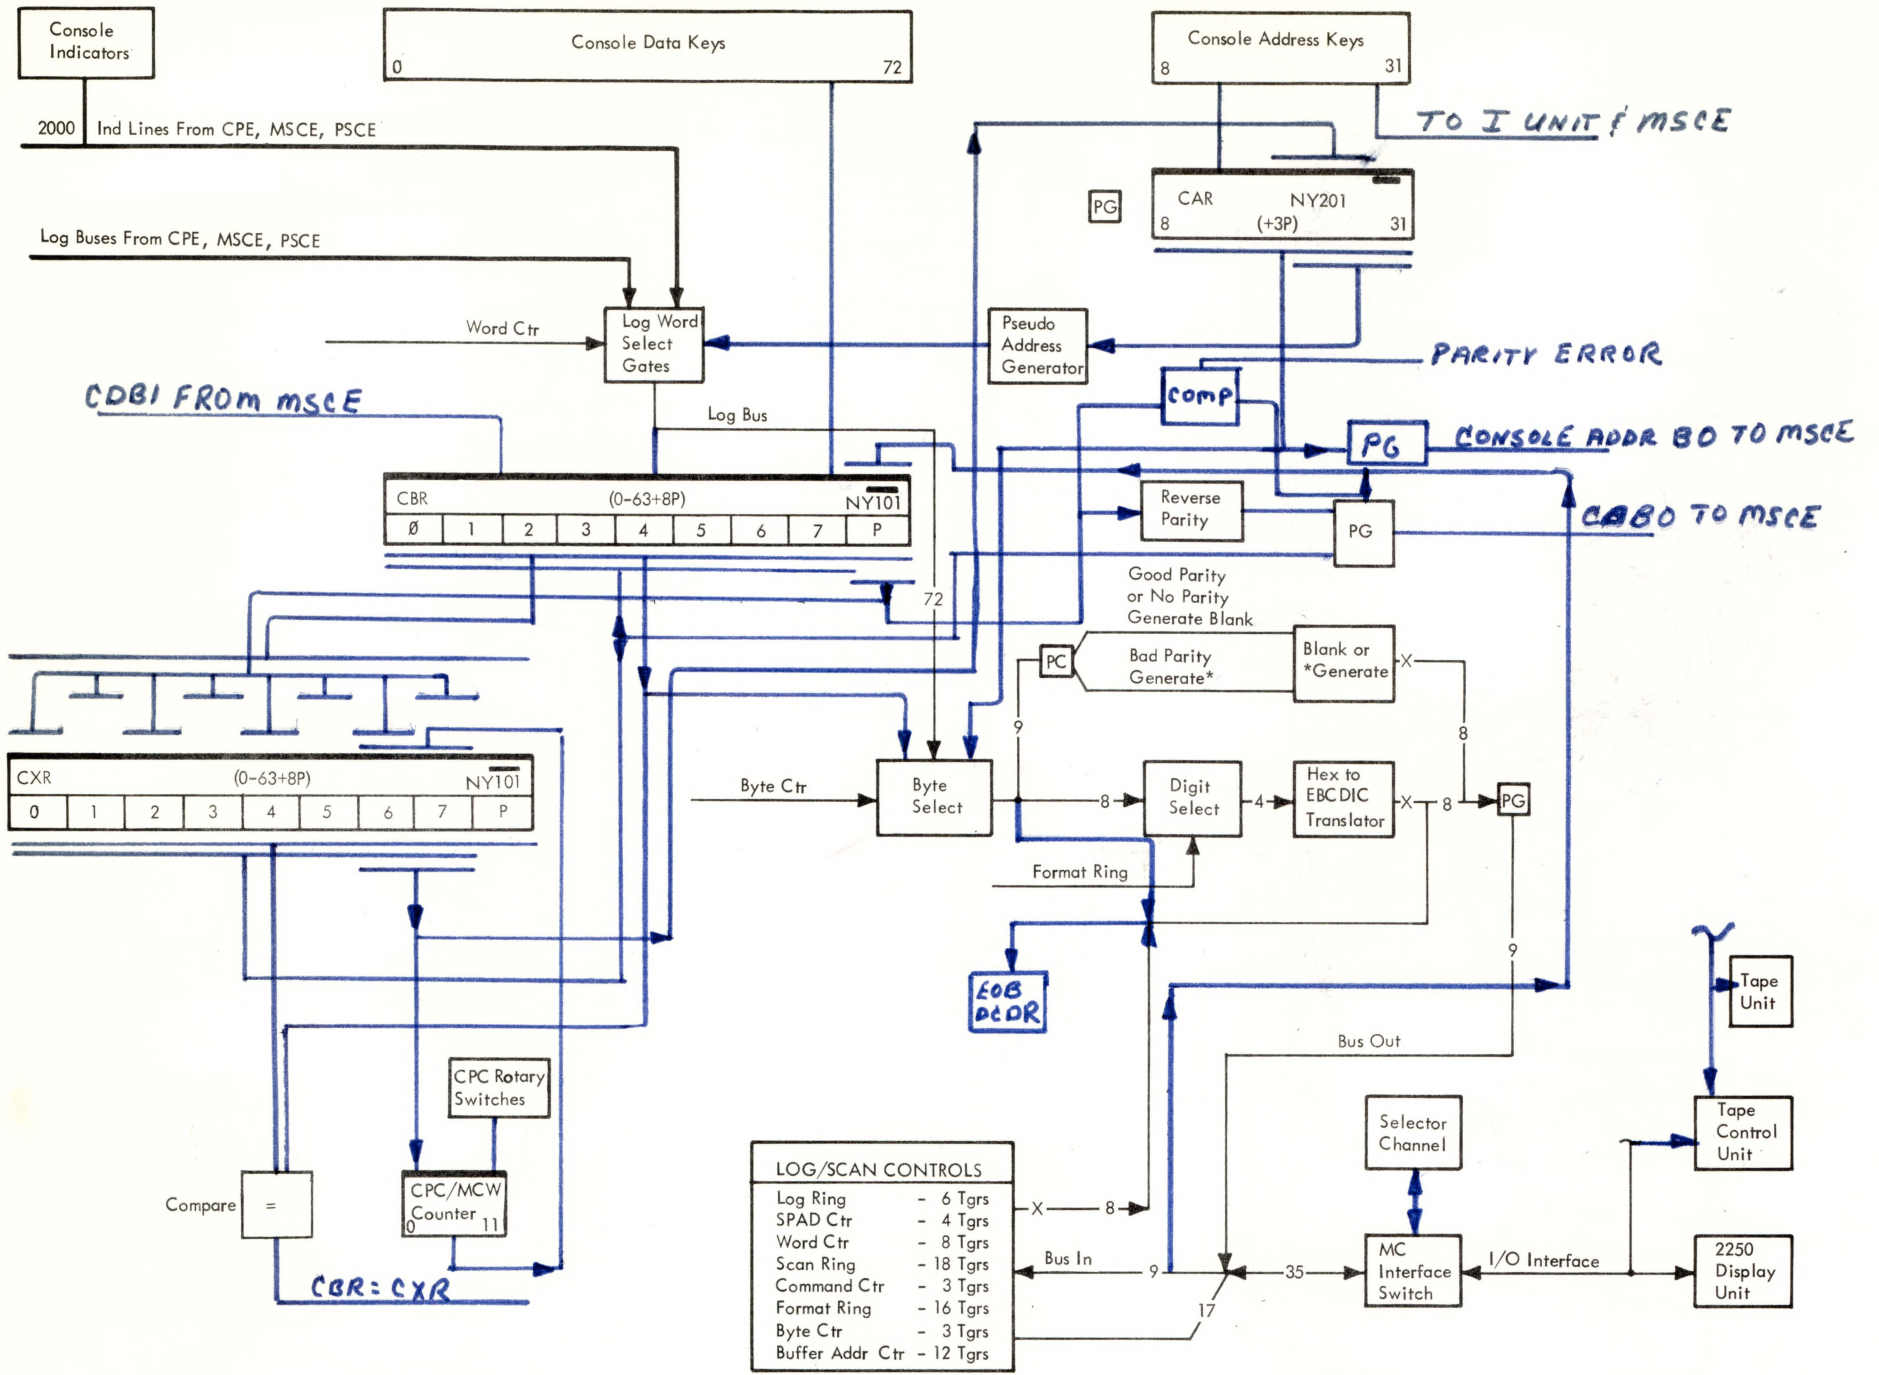 Console
Indicators
Console Data Keys
0 72
Console Address Keys
8 31
2000 Ind Lines From CPE, MSCE, PSCE
TO I UNIT & MSCE
CAR NY201
8 (+3P) 31
PG
Log Buses From CPE, MSCE, PSCE
Word Ctr
Log Word
Select
Gates
Pseudo
Address
Generator
PARITY ERROR
COMP
CDBI FROM MSCE
Log Bus
PG
CONSOLE ADDR BO TO MSCE
CBR (0-63+8P) NY101
Ø 1 2 3 4 5 6 7 P
Reverse
Parity
PG
TO MSCE
72
Good Parity
or No Parity
Generate Blank
PC
Bad Parity
Generate*
Blank or
*Generate
X
9
8
CXR (0-63+8P) NY101
0 1 2 3 4 5 6 7 P
Byte Ctr
Byte
Select
8
Digit
Select
4
Hex to
EBCDIC
Translator
X 8
PG
Format Ring
9
EOB
DCDR
Tape
Unit
Bus Out
CPC Rotary
Switches
Selector
Channel
Tape
Control
Unit
Compare =
CPC/MCW
Counter
0 11
CBR = CXR
LOG/SCAN CONTROLS
Log Ring - 6 Tgrs
SPAD Ctr - 4 Tgrs
Word Ctr - 8 Tgrs
Scan Ring - 18 Tgrs
Command Ctr - 3 Tgrs
Format Ring - 16 Tgrs
Byte Ctr - 3 Tgrs
Buffer Addr Ctr - 12 Tgrs
X 8
Bus In 9
35
17
MC
Interface
Switch
I/O Interface
2250
Display
Unit